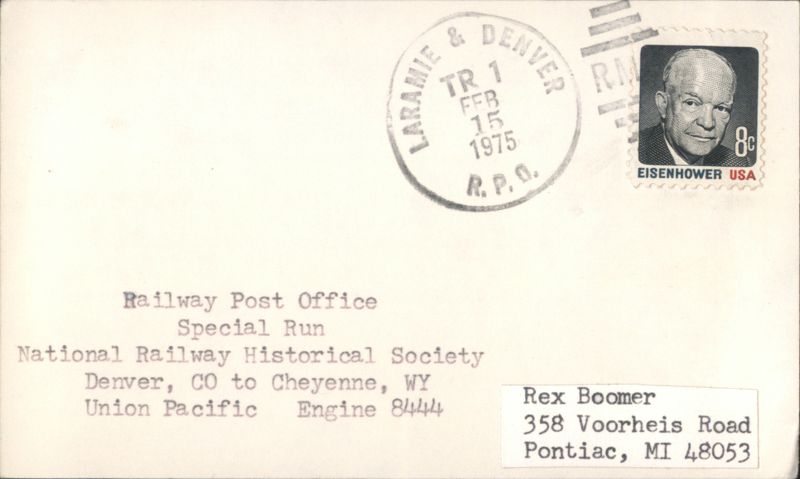 LARAMIE & DENVER
TR 1
FEB
15
1975
R.P.O.
RM
8c
EISENHOWER USA
Railway Post Office
Special Run
National Railway Historical Society
Denver, CO to Cheyenne, WY
Union Pacific Engine 8444
Rex Boomer
358 Voorheis Road
Pontiac, MI 48053